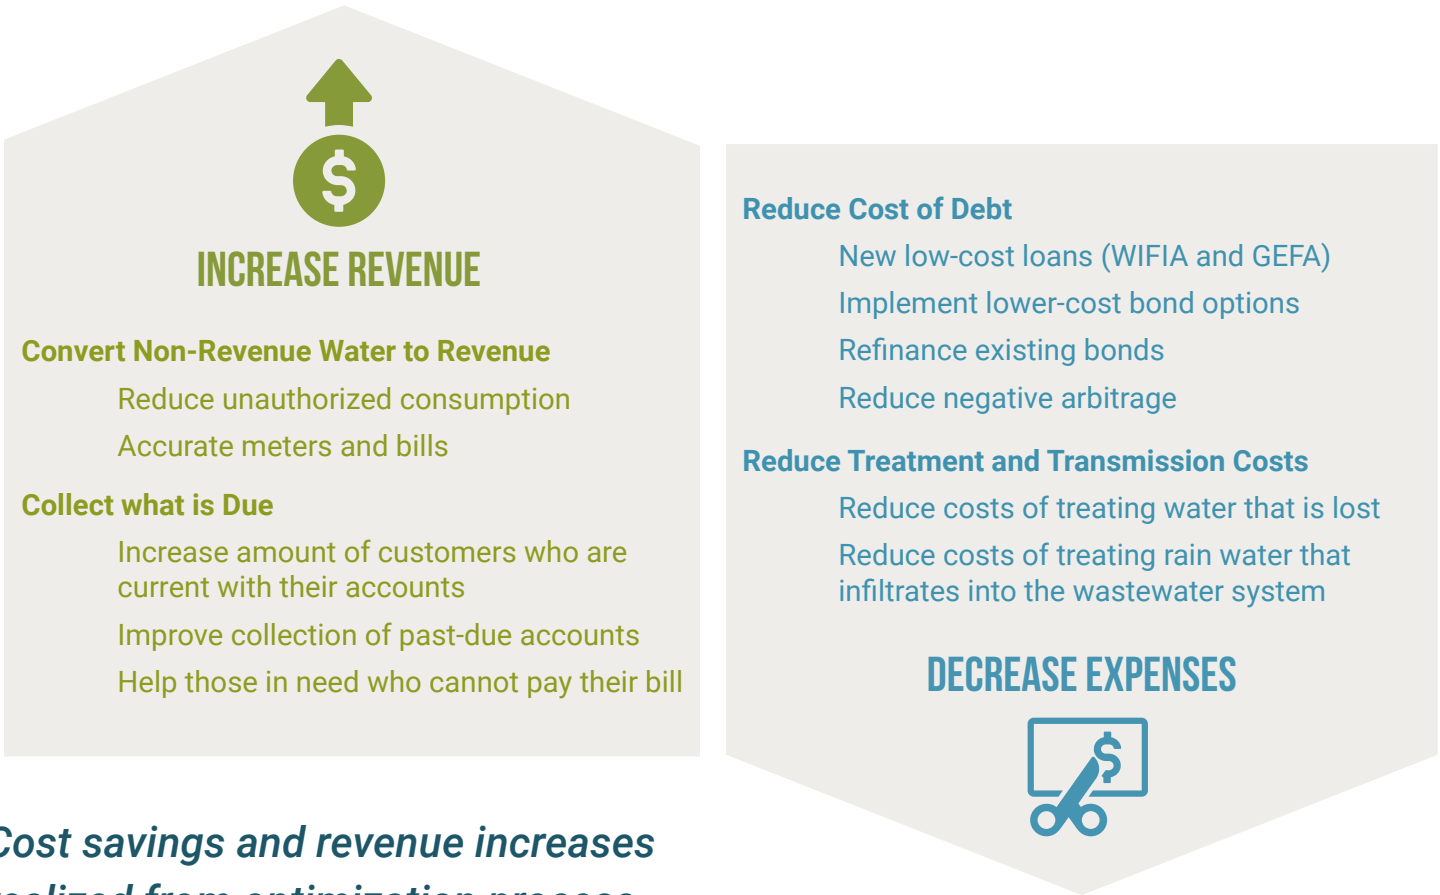 INCREASE REVENUE
Convert Non-Revenue Water to Revenue
Reduce unauthorized consumption
Accurate meters and bills
Collect what is Due
Increase amount of customers who are
current with their accounts
Improve collection of past-due accounts
Help those in need who cannot pay their bill
Reduce Cost of Debt
New low-cost loans (WIFIA and GEFA)
Implement lower-cost bond options
Refinance existing bonds
Reduce negative arbitrage
Reduce Treatment and Transmission Costs
Reduce costs of treating water that is lost
Reduce costs of treating rain water that
infiltrates into the wastewater system
DECREASE EXPENSES
Cost savings and revenue increases
realized from optimization process